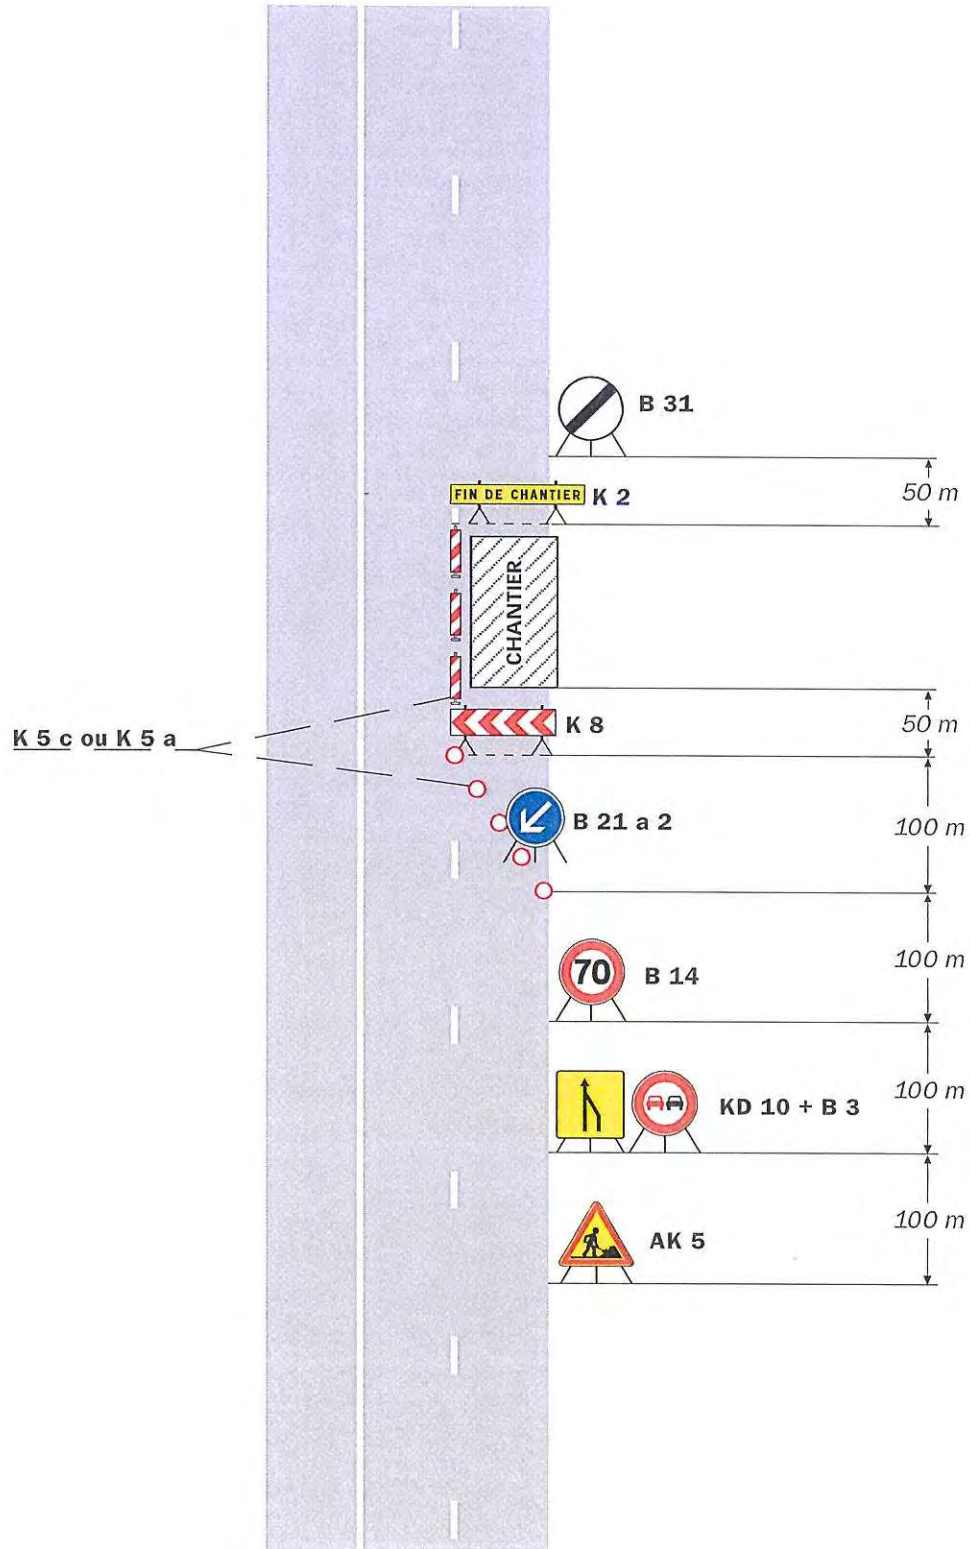 B 31
FIN DE CHANTIER K 2
50 m
CHANTIER
K 8
50 m
K 5 c ou K 5 a
B 21 a 2
100 m
70 B 14
100 m
KD 10 + B 3
100 m
AK 5
100 m